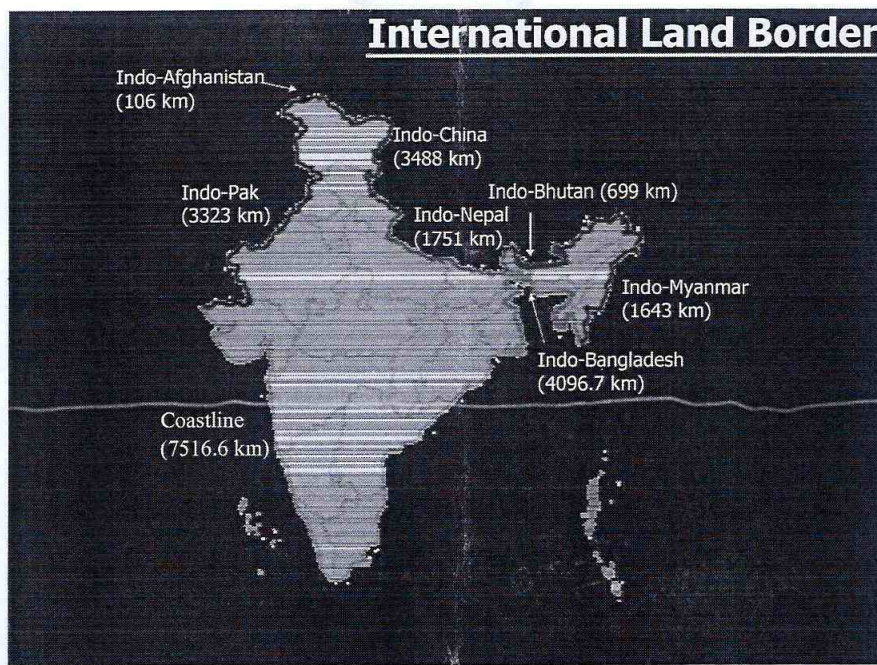 International Land Border
Indo-Afghanistan
(106 km)
Indo-China
(3488 km)
Indo-Pak
(3323 km)
Indo-Bhutan (699 km)
Indo-Nepal
(1751 km)
Indo-Myanmar
(1643 km)
Indo-Bangladesh
(4096.7 km)
Coastline
(7516.6 km)